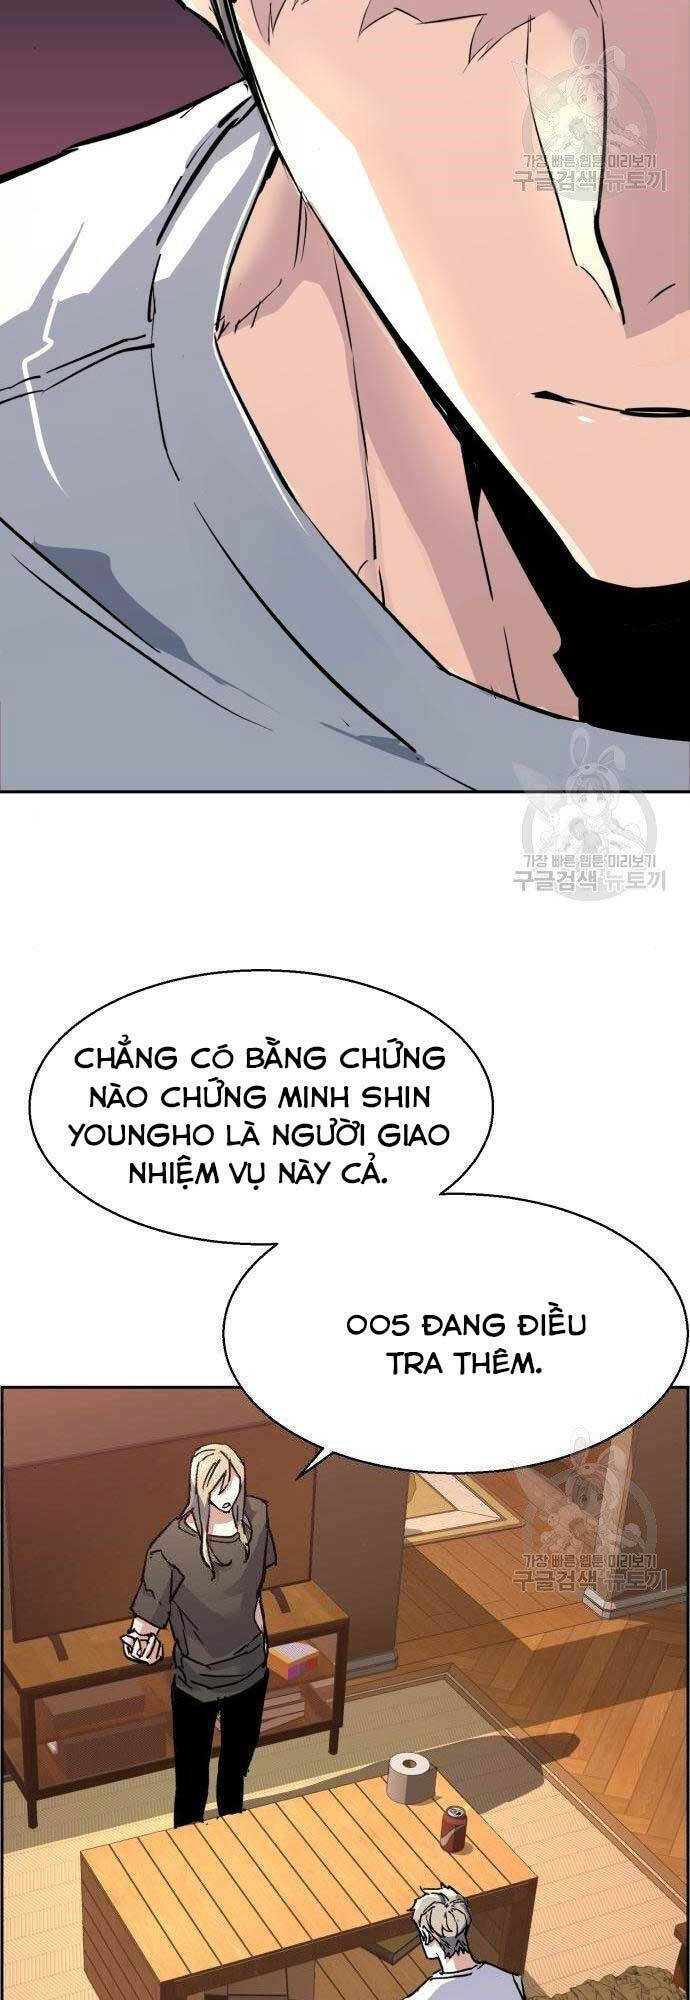 가장 빠른 웹툰 미리보기
구글검색 뉴토끼
가장 빠른 웹툰 미리보기
구글검색 뉴토끼
CHẲNG CÓ BẰNG CHỨNG
NÀO CHỨNG MINH SHIN
YOUNGHO LÀ NGƯỜI GIAO
NHIỆM VỤ NÀY CẢ.
005 ĐANG ĐIỀU
TRA THÊM.
가장 빠른 웹툰 미리보기
구글검색 뉴토끼